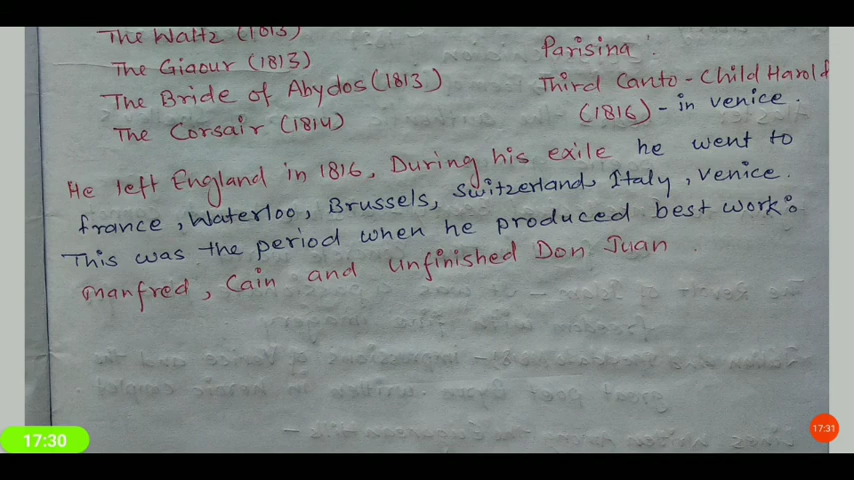 The Waltz (1813)
The Giaour (1813)
The Bride of Abydos (1813)
The Corsair (1814)
Parisina :
Third Canto - Child Harold
(1816) - in venice.
He left England in 1816, During his exile he went to
france, Waterloo, Brussels, Switzerland, Italy, Venice.
This was the period when he produced best work:
Manfred, Cain and unfinished Don Juan.
17:30
17:31